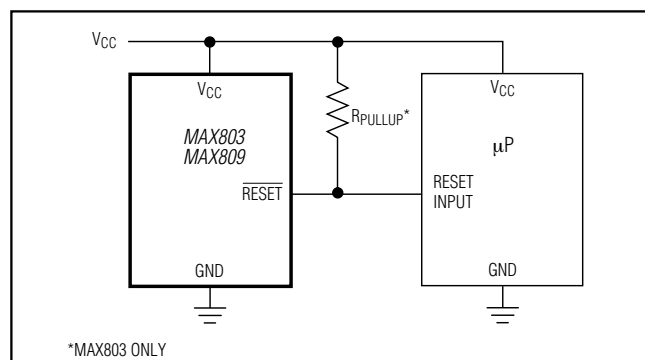 VCC
VCC
MAX803
MAX809
RESET
GND
RPULLUP*
VCC
µP
RESET
INPUT
GND
*MAX803 ONLY